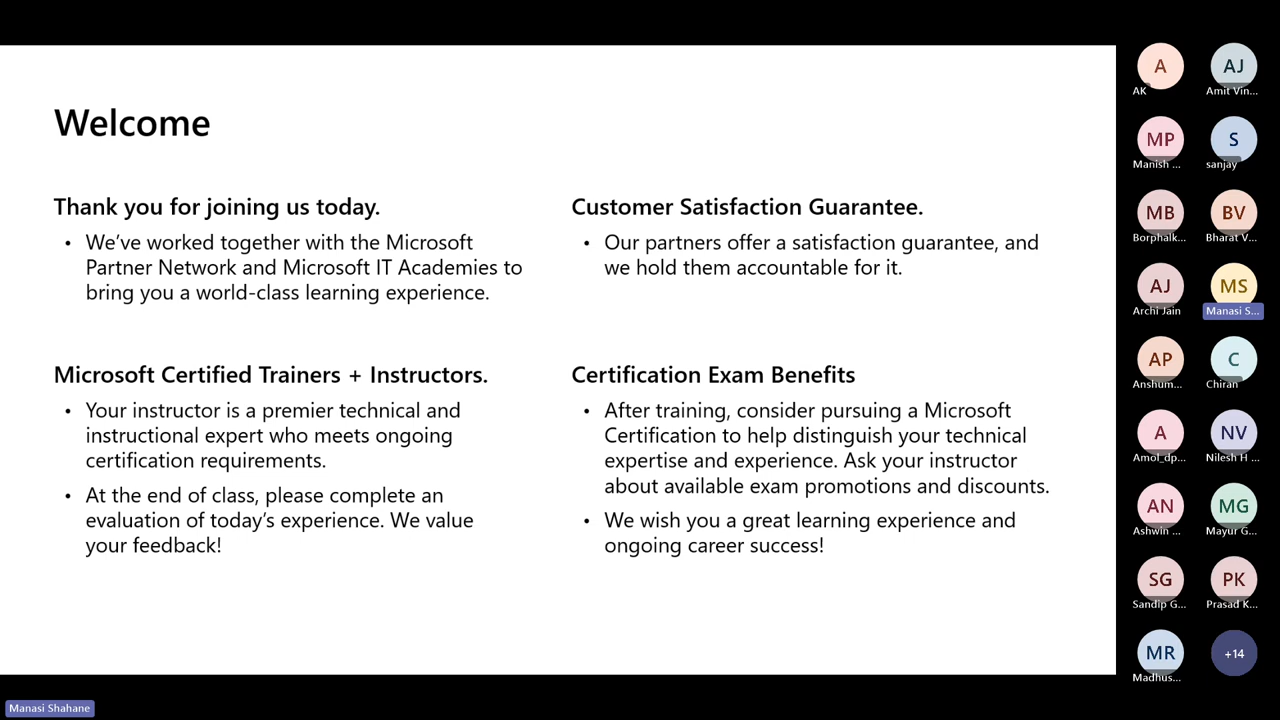 Welcome
Thank you for joining us today.
• We’ve worked together with the Microsoft
Partner Network and Microsoft IT Academies to
bring you a world-class learning experience.
Microsoft Certified Trainers + Instructors.
• Your instructor is a premier technical and
instructional expert who meets ongoing
certification requirements.
• At the end of class, please complete an
evaluation of today’s experience. We value
your feedback!
Customer Satisfaction Guarantee.
• Our partners offer a satisfaction guarantee, and
we hold them accountable for it.
Certification Exam Benefits
• After training, consider pursuing a Microsoft
Certification to help distinguish your technical
expertise and experience. Ask your instructor
about available exam promotions and discounts.
• We wish you a great learning experience and
ongoing career success!
A AJ
AK Amit Vin...
MP S
Manish ... sanjay
MB BV
Borphalk... Bharat V...
AJ MS
Archi Jain Manasi S...
AP C
Anshum... Chiran
A NV
Amol_dp... Nilesh H ...
AN MG
Ashwin ... Mayur G...
SG PK
Sandip G... Prasad K...
MR +14
Madhus...
Manasi Shahane